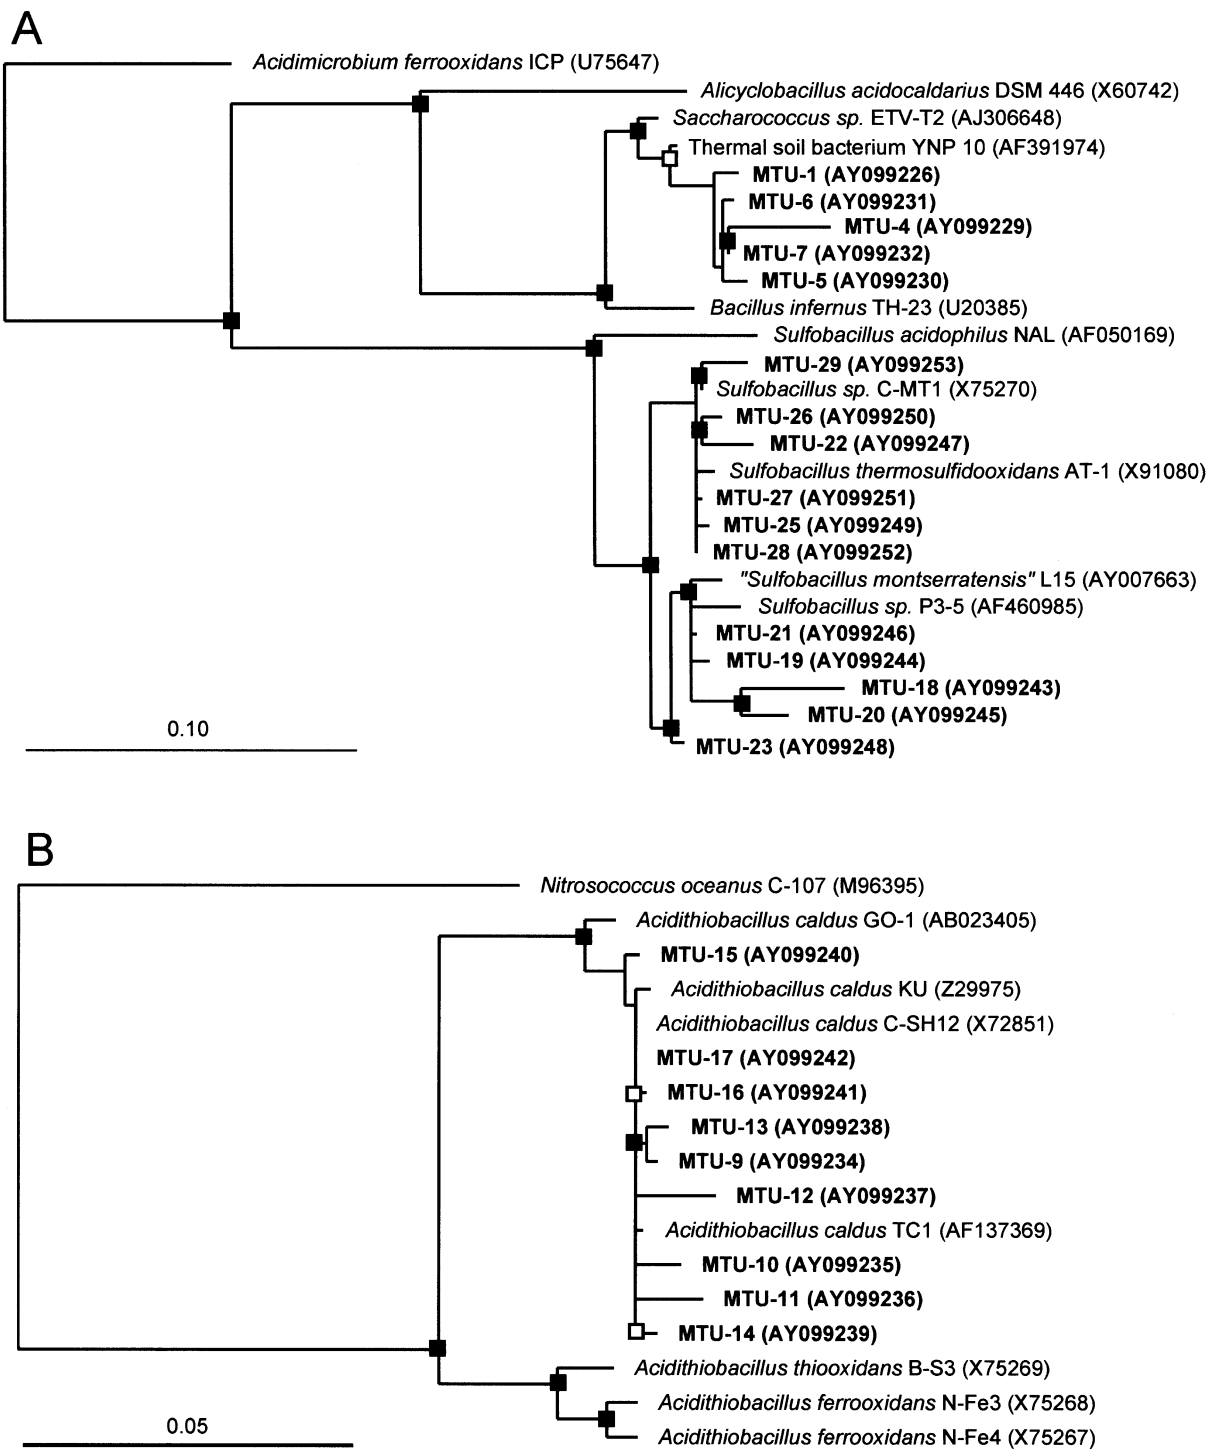 A
Acidimicrobium ferrooxidans ICP (U75647)
Alicyclobacillus acidocaldarius DSM 446 (X60742)
Saccharococcus sp. ETV-T2 (AJ306648)
Thermal soil bacterium YNP 10 (AF391974)
MTU-1 (AY099226)
MTU-6 (AY099231)
MTU-4 (AY099229)
MTU-7 (AY099232)
MTU-5 (AY099230)
Bacillus infernus TH-23 (U20385)
Sulfobacillus acidophilus NAL (AF050169)
MTU-29 (AY099253)
Sulfobacillus sp. C-MT1 (X75270)
MTU-26 (AY099250)
MTU-22 (AY099247)
Sulfobacillus thermosulfidooxidans AT-1 (X91080)
MTU-27 (AY099251)
MTU-25 (AY099249)
MTU-28 (AY099252)
"Sulfobacillus montserratensis" L15 (AY007663)
Sulfobacillus sp. P3-5 (AF460985)
MTU-21 (AY099246)
MTU-19 (AY099244)
MTU-18 (AY099243)
MTU-20 (AY099245)
0.10
MTU-23 (AY099248)
B
Nitrosococcus oceanus C-107 (M96395)
Acidithiobacillus caldus GO-1 (AB023405)
MTU-15 (AY099240)
Acidithiobacillus caldus KU (Z29975)
Acidithiobacillus caldus C-SH12 (X72851)
MTU-17 (AY099242)
MTU-16 (AY099241)
MTU-13 (AY099238)
MTU-9 (AY099234)
MTU-12 (AY099237)
Acidithiobacillus caldus TC1 (AF137369)
MTU-10 (AY099235)
MTU-11 (AY099236)
MTU-14 (AY099239)
Acidithiobacillus thiooxidans B-S3 (X75269)
Acidithiobacillus ferrooxidans N-Fe3 (X75268)
0.05
Acidithiobacillus ferrooxidans N-Fe4 (X75267)